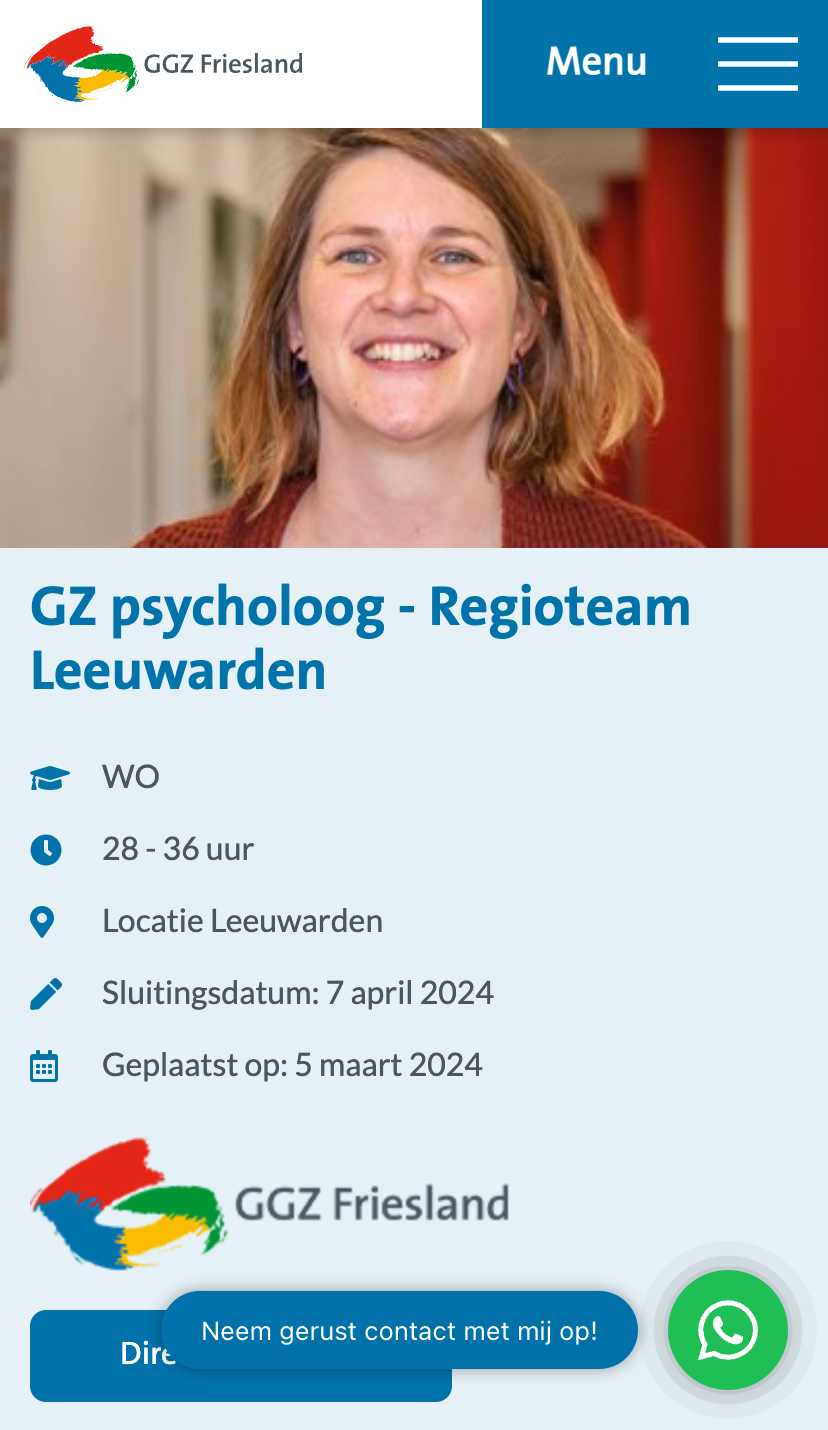 GGZ Friesland
Menu
GZ psycholoog - Regioteam
Leeuwarden
WO
28 - 36 uur
Locatie Leeuwarden
Sluitingsdatum: 7 april 2024
Geplaatst op: 5 maart 2024
GGZ Friesland
Neem gerust contact met mij op!